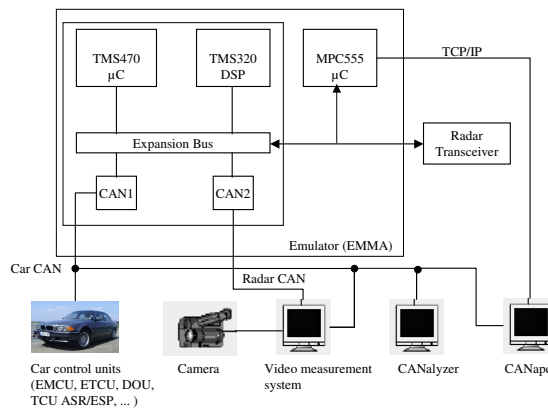 TMS470
µC
TMS320
DSP
MPC555
µC
TCP/IP
Expansion Bus
Radar
Transceiver
CAN1
CAN2
Emulator (EMMA)
Car CAN
Radar CAN
Car control units
(EMCU, ETCU, DOU,
TCU ASR/ESP, ... )
Camera
Video measurement
system
CANalyzer
CANape